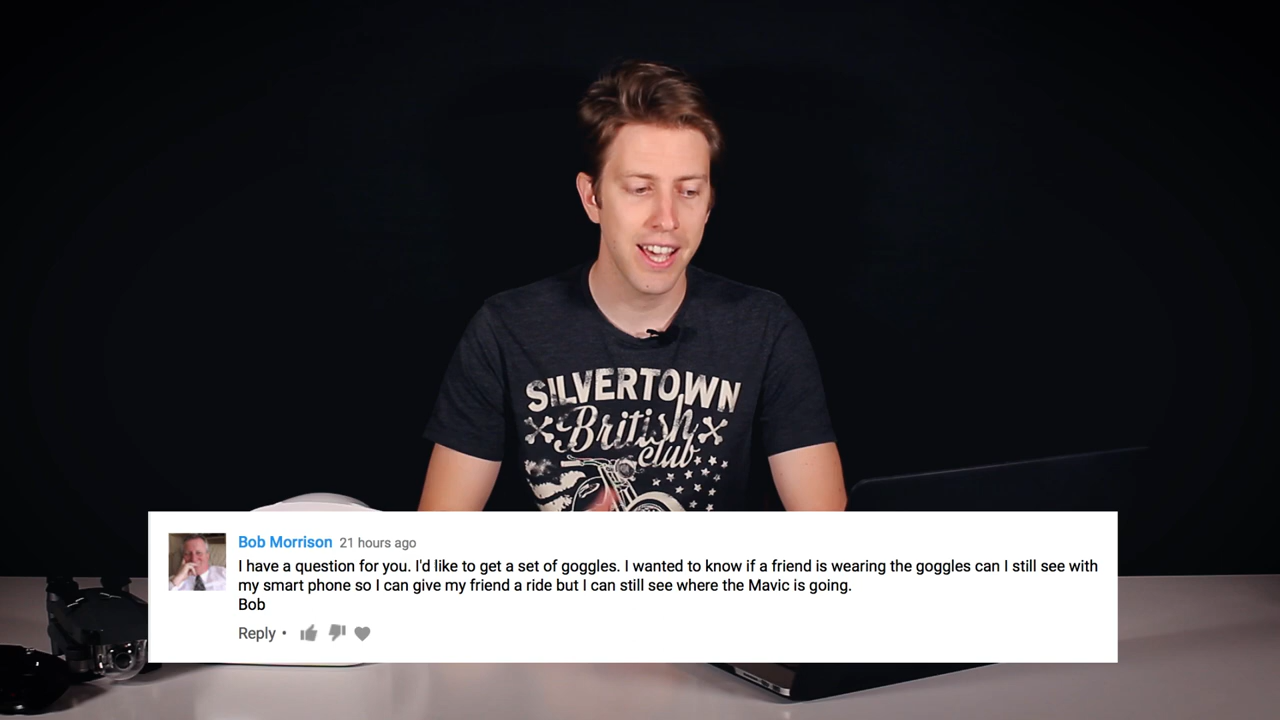 SILVERTOWN
British
club
Bob Morrison 21 hours ago
I have a question for you. I'd like to get a set of goggles. I wanted to know if a friend is wearing the goggles can I still see with
my smart phone so I can give my friend a ride but I can still see where the Mavic is going.
Bob
Reply •